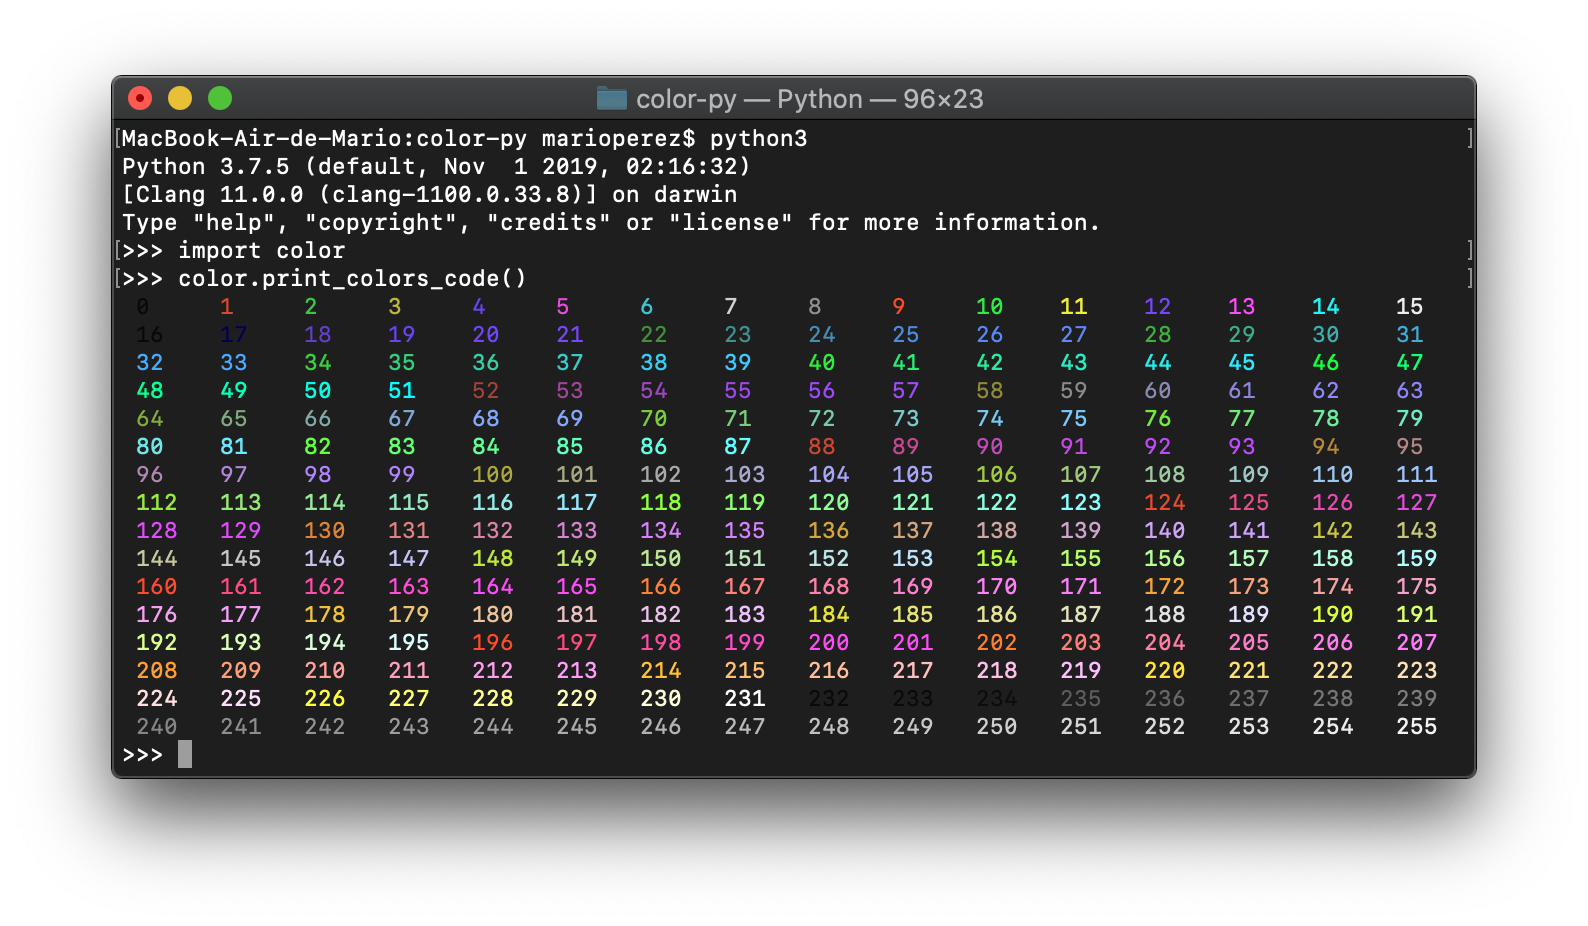 color-py — Python — 96×23
[MacBook-Air-de-Mario:color-py marioperez$ python3 ]
Python 3.7.5 (default, Nov  1 2019, 02:16:32)
[Clang 11.0.0 (clang-1100.0.33.8)] on darwin
Type "help", "copyright", "credits" or "license" for more information.
[>>> import color ]
[>>> color.print_colors_code() ]
0 1 2 3 4 5 6 7 8 9 10 11 12 13 14 15
16 17 18 19 20 21 22 23 24 25 26 27 28 29 30 31
32 33 34 35 36 37 38 39 40 41 42 43 44 45 46 47
48 49 50 51 52 53 54 55 56 57 58 59 60 61 62 63
64 65 66 67 68 69 70 71 72 73 74 75 76 77 78 79
80 81 82 83 84 85 86 87 88 89 90 91 92 93 94 95
96 97 98 99 100 101 102 103 104 105 106 107 108 109 110 111
112 113 114 115 116 117 118 119 120 121 122 123 124 125 126 127
128 129 130 131 132 133 134 135 136 137 138 139 140 141 142 143
144 145 146 147 148 149 150 151 152 153 154 155 156 157 158 159
160 161 162 163 164 165 166 167 168 169 170 171 172 173 174 175
176 177 178 179 180 181 182 183 184 185 186 187 188 189 190 191
192 193 194 195 196 197 198 199 200 201 202 203 204 205 206 207
208 209 210 211 212 213 214 215 216 217 218 219 220 221 222 223
224 225 226 227 228 229 230 231 232 233 234 235 236 237 238 239
240 241 242 243 244 245 246 247 248 249 250 251 252 253 254 255
>>>